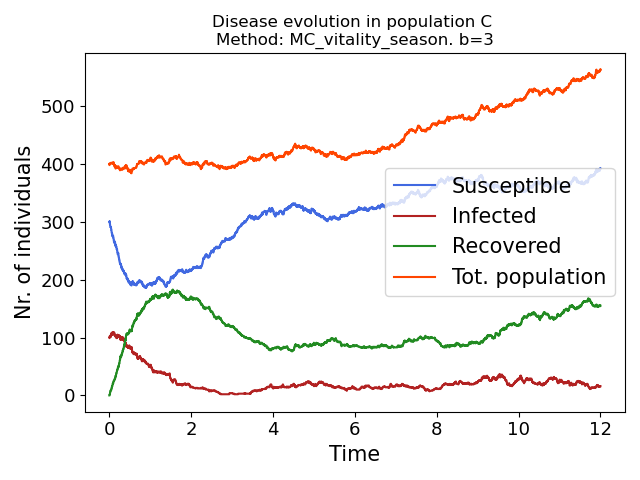 Disease evolution in population C
Method: MC_vitality_season. b=3
Nr. of individuals
500
400
300
200
100
0
Susceptible
Infected
Recovered
Tot. population
0 2 4 6 8 10 12
Time